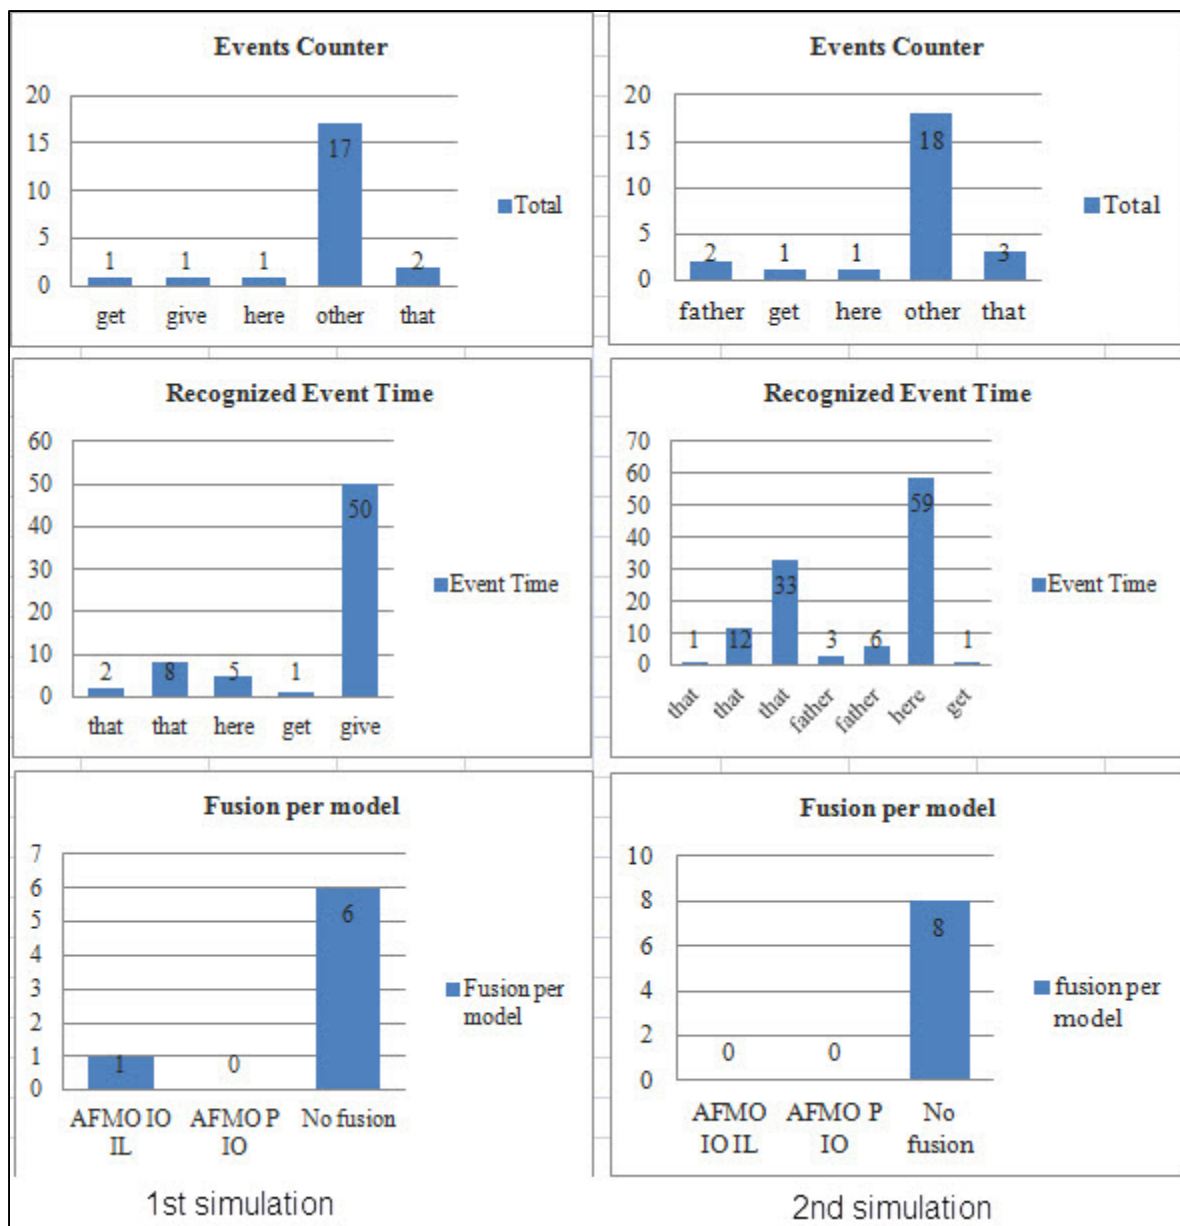 Events Counter
20
15
10
5
0
17
1
1
1
2
get
give
here
other
that
Total
Events Counter
20
15
10
5
0
18
2
1
1
3
father
get
here
other
that
Total
Recognized Event Time
60
50
40
30
20
10
0
50
2
8
5
1
that
that
here
get
give
Event Time
Recognized Event Time
70
60
50
40
30
20
10
0
1
12
33
3
6
59
1
that
that
that
father
father
here
get
Event Time
Fusion per model
7
6
5
4
3
2
1
0
1
0
6
AFMO IO
IL
AFMO P
IO
No fusion
Fusion per
model
Fusion per model
10
8
6
4
2
0
0
0
8
AFMO
IO IL
AFMO P
IO
No
fusion
fusion per
model
1st simulation
2nd simulation